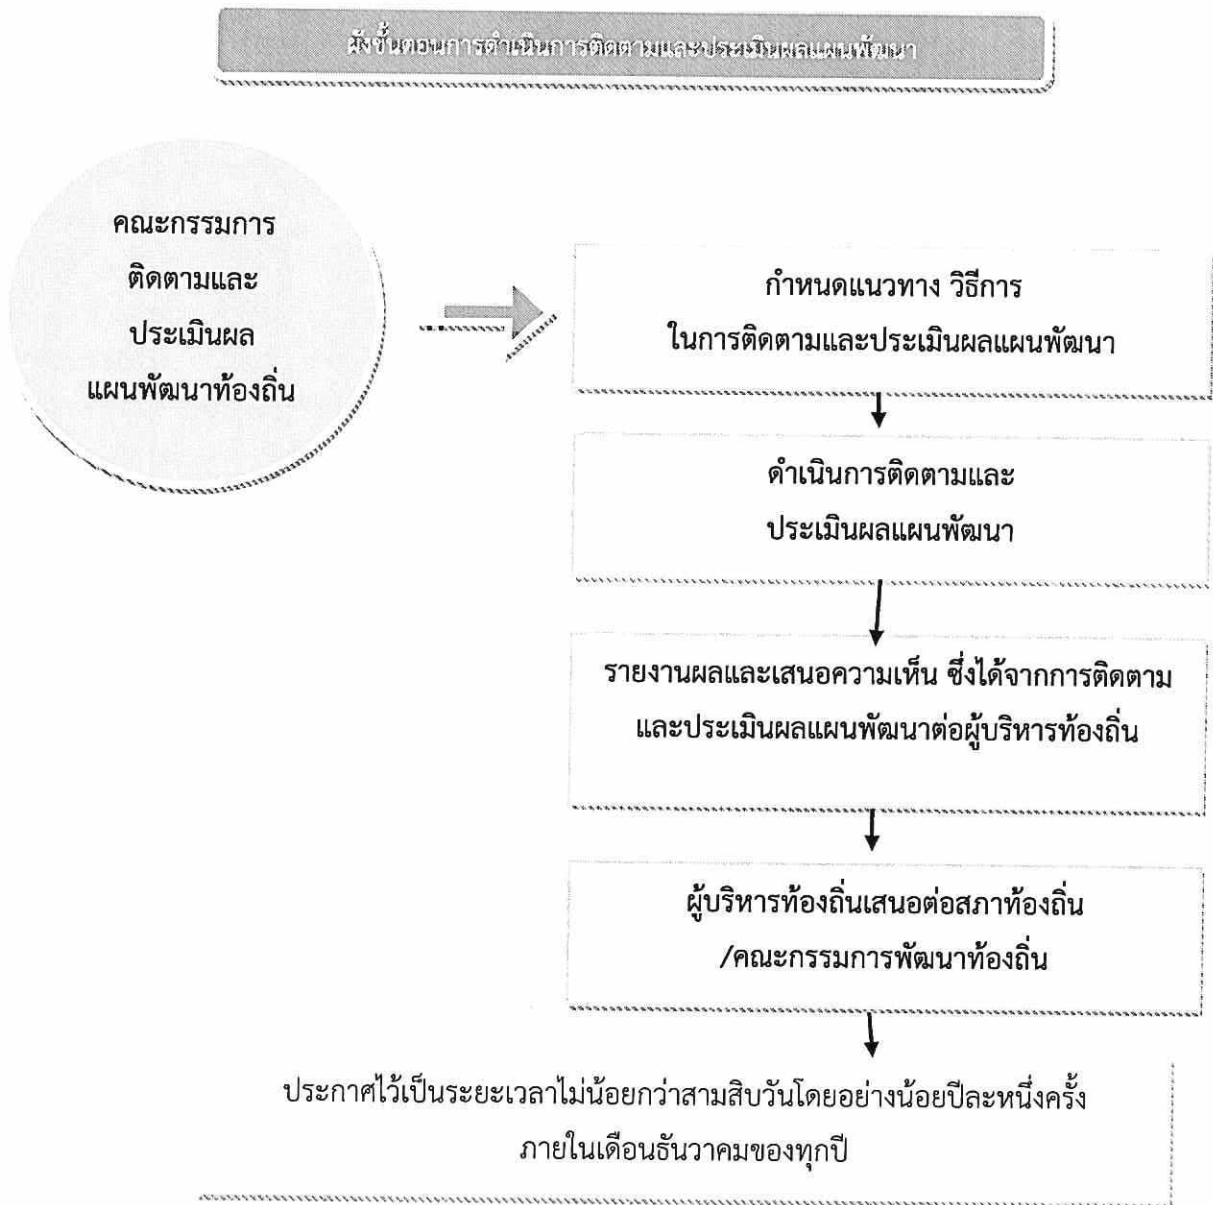 ผังขั้นตอนการดำเนินการติดตามและประเมินผลแผนพัฒนา
คณะกรรมการ
ติดตามและ
ประเมินผล
แผนพัฒนาท้องถิ่น
กำหนดแนวทาง วิธีการ
ในการติดตามและประเมินผลแผนพัฒนา
ดำเนินการติดตามและ
ประเมินผลแผนพัฒนา
รายงานผลและเสนอความเห็น ซึ่งได้จากการติดตาม
และประเมินผลแผนพัฒนาต่อผู้บริหารท้องถิ่น
ผู้บริหารท้องถิ่นเสนอต่อสภาท้องถิ่น
/คณะกรรมการพัฒนาท้องถิ่น
ประกาศไว้เป็นระยะเวลาไม่น้อยกว่าสามสิบวันโดยอย่างน้อยปีละหนึ่งครั้ง
ภายในเดือนธันวาคมของทุกปี